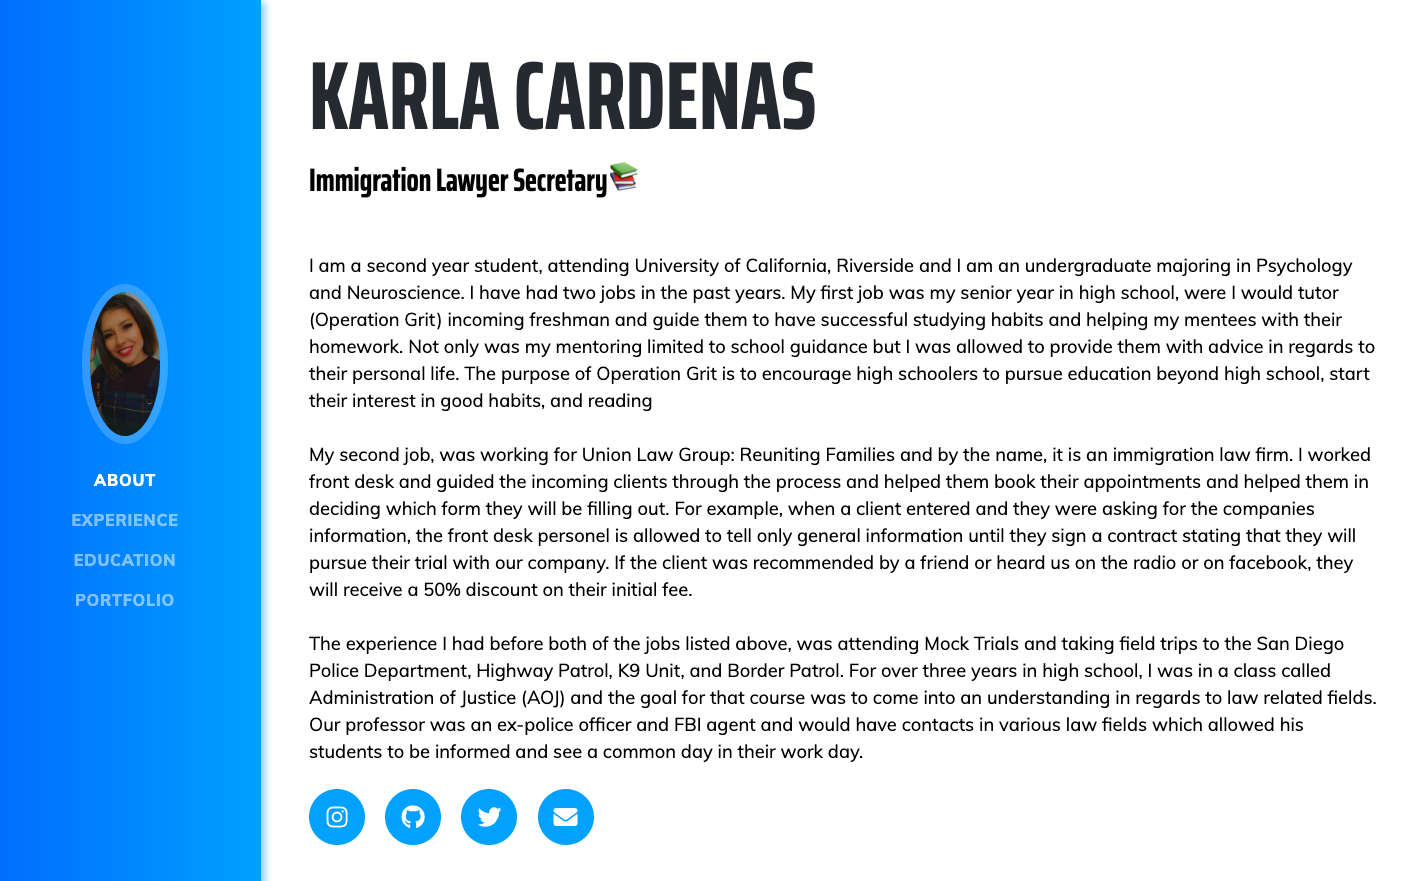 KARLA CARDENAS
Immigration Lawyer Secretary📚
I am a second year student, attending University of California, Riverside and I am an undergraduate majoring in Psychology
and Neuroscience. I have had two jobs in the past years. My first job was my senior year in high school, were I would tutor
(Operation Grit) incoming freshman and guide them to have successful studying habits and helping my mentees with their
homework. Not only was my mentoring limited to school guidance but I was allowed to provide them with advice in regards to
their personal life. The purpose of Operation Grit is to encourage high schoolers to pursue education beyond high school, start
their interest in good habits, and reading
My second job, was working for Union Law Group: Reuniting Families and by the name, it is an immigration law firm. I worked
front desk and guided the incoming clients through the process and helped them book their appointments and helped them in
deciding which form they will be filling out. For example, when a client entered and they were asking for the companies
information, the front desk personel is allowed to tell only general information until they sign a contract stating that they will
pursue their trial with our company. If the client was recommended by a friend or heard us on the radio or on facebook, they
will receive a 50% discount on their initial fee.
The experience I had before both of the jobs listed above, was attending Mock Trials and taking field trips to the San Diego
Police Department, Highway Patrol, K9 Unit, and Border Patrol. For over three years in high school, I was in a class called
Administration of Justice (AOJ) and the goal for that course was to come into an understanding in regards to law related fields.
Our professor was an ex-police officer and FBI agent and would have contacts in various law fields which allowed his
students to be informed and see a common day in their work day.
ABOUT
EXPERIENCE
EDUCATION
PORTFOLIO